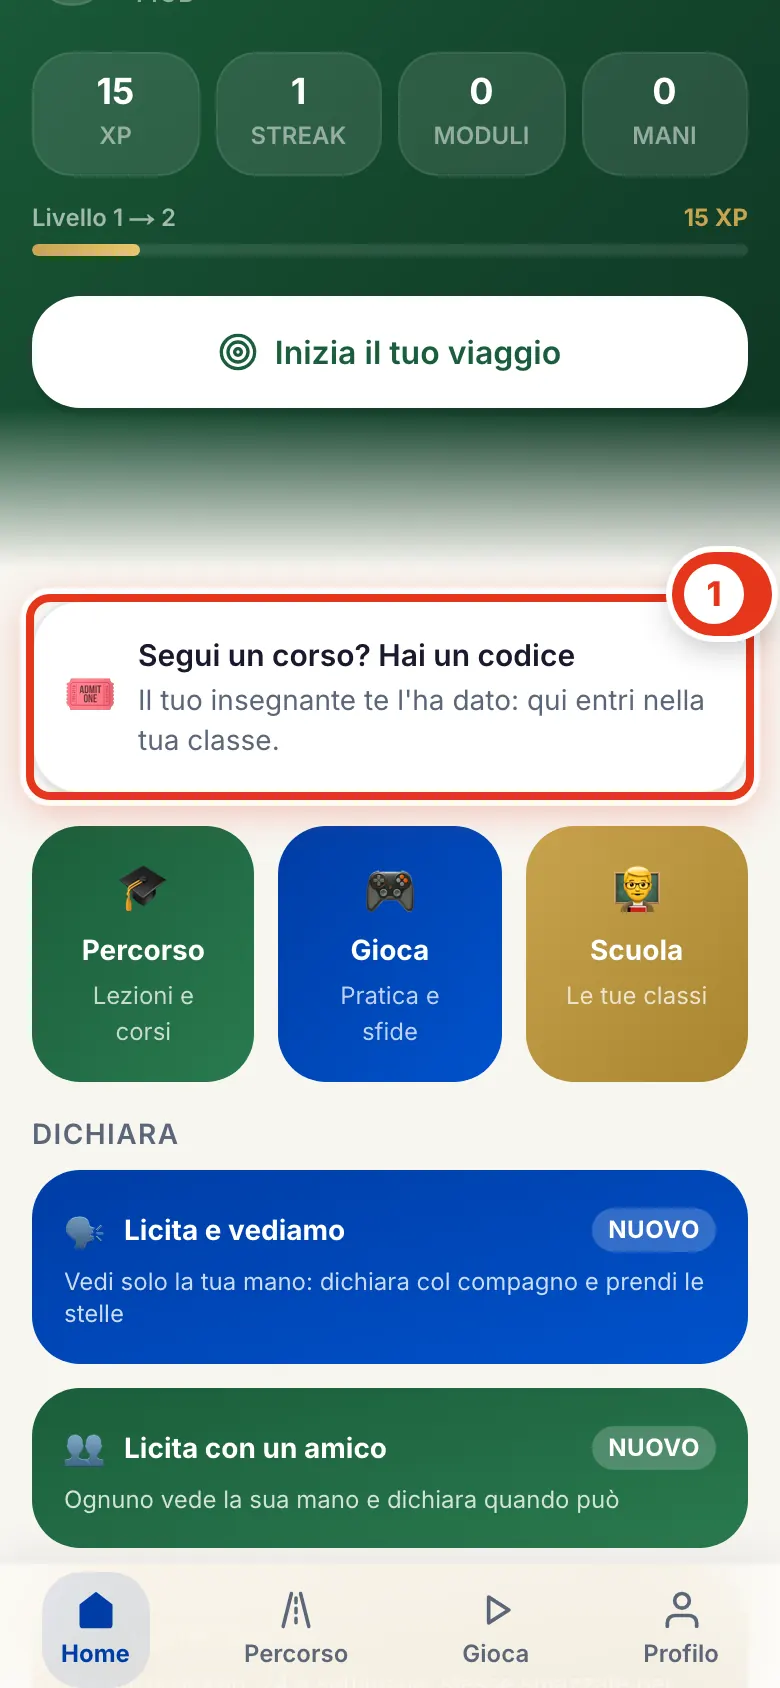 15
XP
1
STREAK
0
MODULI
0
MANI
Livello 1 → 2
15 XP
Inizia il tuo viaggio
1
Segui un corso? Hai un codice
ADMIT
ONE
Il tuo insegnante te l'ha dato: qui entri nella
tua classe.
Percorso
Lezioni e
corsi
Gioca
Pratica e
sfide
Scuola
Le tue classi
DICHIARA
Licita e vediamo
NUOVO
Vedi solo la tua mano: dichiara col compagno e prendi le
stelle
Licita con un amico
NUOVO
Ognuno vede la sua mano e dichiara quando può
Home
Percorso
Gioca
Profilo